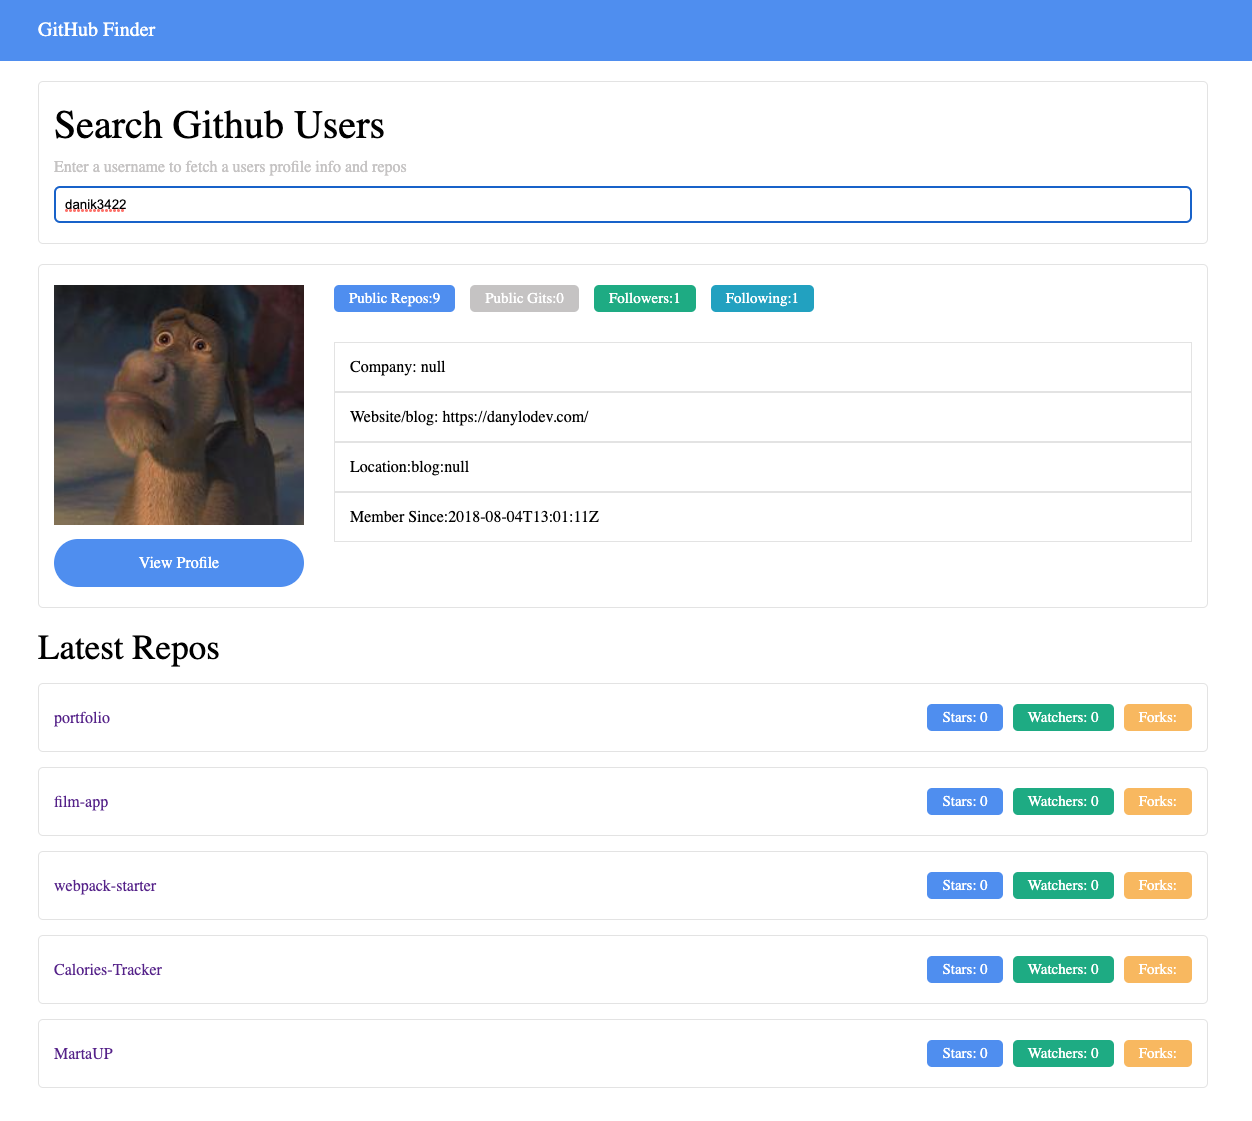 GitHub Finder
Search Github Users
Enter a username to fetch a users profile info and repos
danik3422
Public Repos:9 Public Gits:0 Followers:1 Following:1
Company: null
Website/blog: https://danylodev.com/
Location:blog:null
Member Since:2018-08-04T13:01:11Z
View Profile
Latest Repos
portfolio Stars: 0 Watchers: 0 Forks:
film-app Stars: 0 Watchers: 0 Forks:
webpack-starter Stars: 0 Watchers: 0 Forks:
Calories-Tracker Stars: 0 Watchers: 0 Forks:
MartaUP Stars: 0 Watchers: 0 Forks: